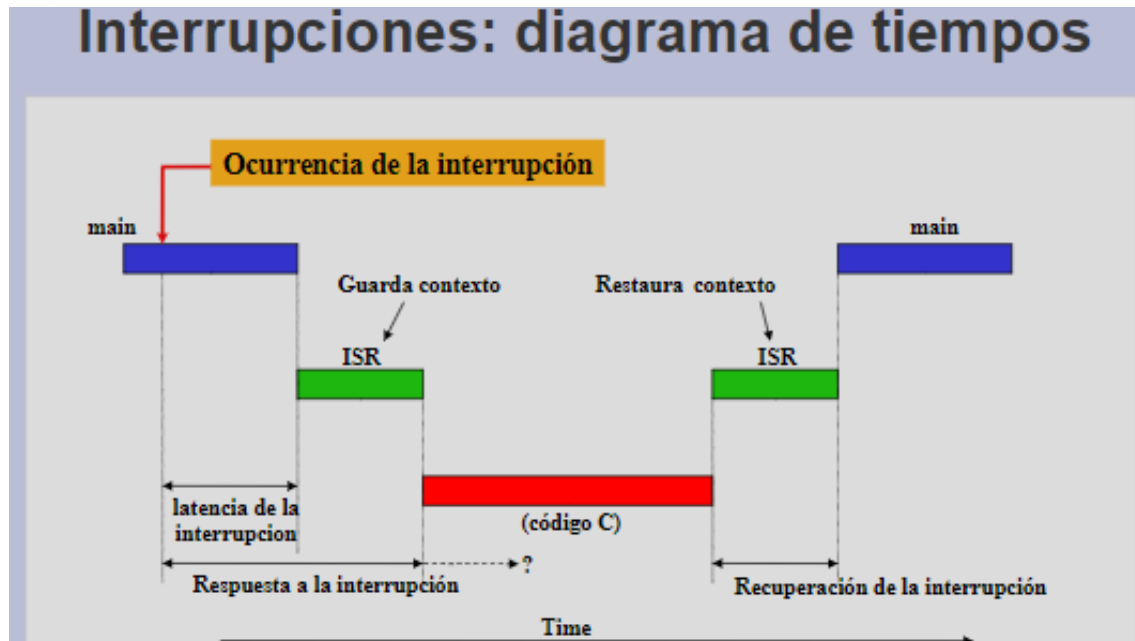 Interrupciones: diagrama de tiempos
Ocurrencia de la interrupción
main
main
Guarda contexto
Restaura contexto
ISR
ISR
latencia de la
interrupcion
(código C)
?
Respuesta a la interrupción
Recuperación de la interrupción
Time